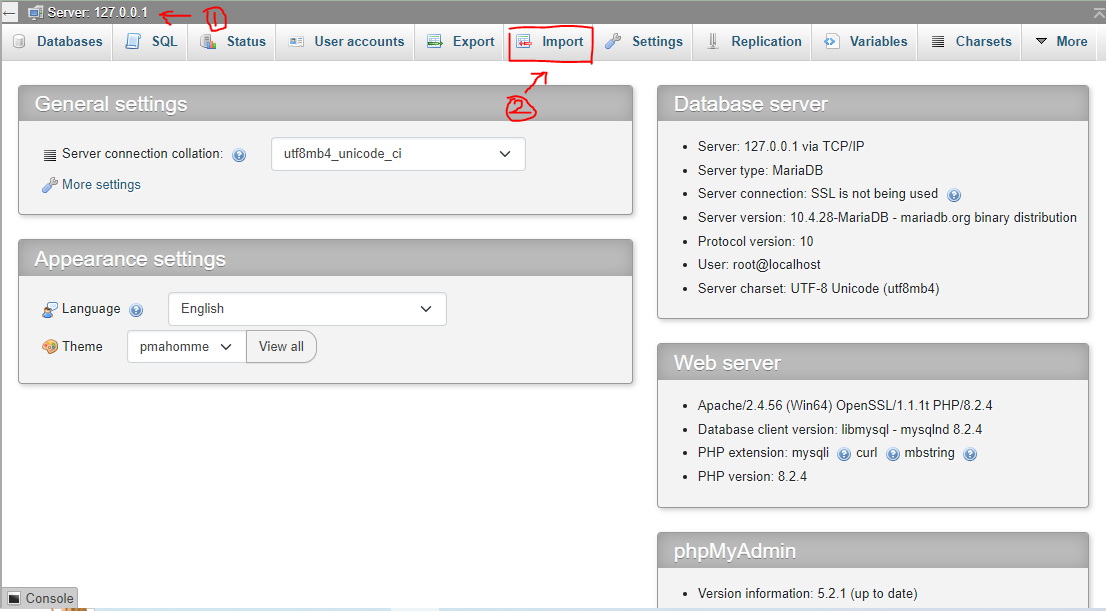 Server: 127.0.0.1
1
Databases SQL Status User accounts Export Import Settings Replication Variables Charsets More
2
General settings
Server connection collation: utf8mb4_unicode_ci
More settings
Appearance settings
Language English
Theme pmahomme View all
Database server
Server: 127.0.0.1 via TCP/IP
Server type: MariaDB
Server connection: SSL is not being used
Server version: 10.4.28-MariaDB - mariadb.org binary distribution
Protocol version: 10
User: root@localhost
Server charset: UTF-8 Unicode (utf8mb4)
Web server
Apache/2.4.56 (Win64) OpenSSL/1.1.1t PHP/8.2.4
Database client version: libmysql - mysqlnd 8.2.4
PHP extension: mysqli curl mbstring
PHP version: 8.2.4
phpMyAdmin
Version information: 5.2.1 (up to date)
Console